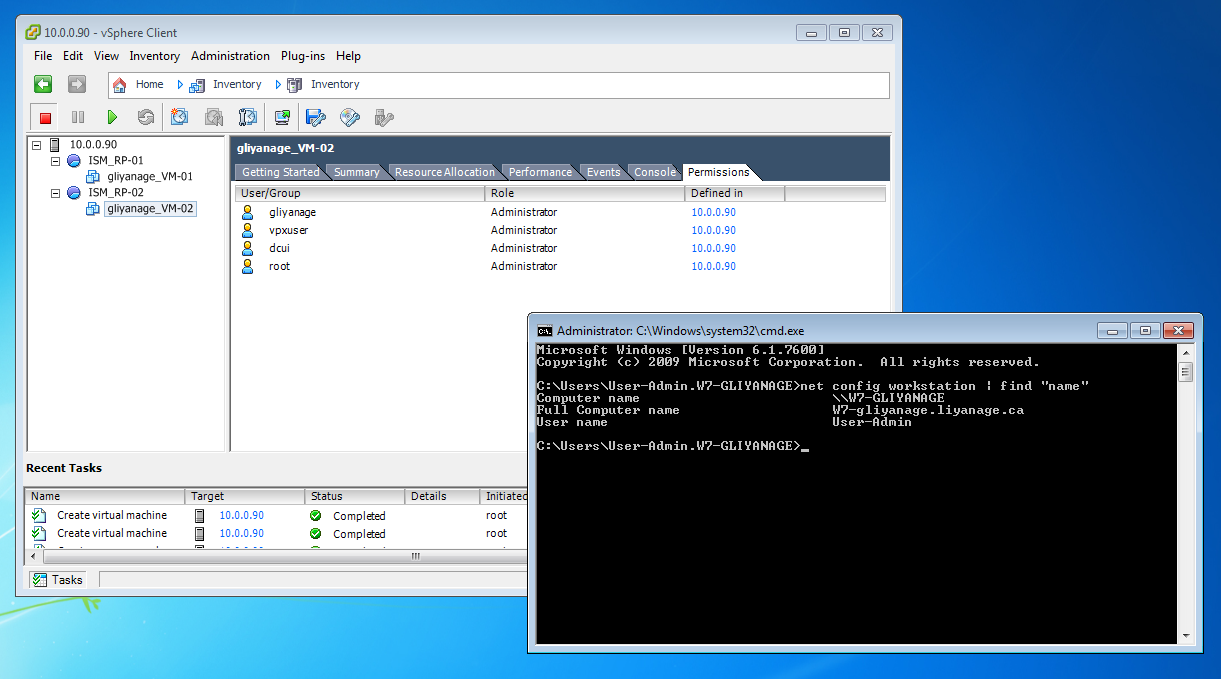 10.0.0.90 - vSphere Client
File Edit View Inventory Administration Plug-ins Help
Home Inventory Inventory
10.0.0.90
ISM_RP-01
gliyanage_VM-01
ISM_RP-02
gliyanage_VM-02
gliyanage_VM-02
Getting Started Summary Resource Allocation Performance Events Console Permissions
User/Group Role Defined in
gliyanage Administrator 10.0.0.90
vpxuser Administrator 10.0.0.90
dcui Administrator 10.0.0.90
root Administrator 10.0.0.90
Recent Tasks
Name Target Status Details Initiated
Create virtual machine 10.0.0.90 Completed root
Create virtual machine 10.0.0.90 Completed root
Tasks
Administrator: C:\Windows\system32\cmd.exe
Microsoft Windows [Version 6.1.7600]
Copyright (c) 2009 Microsoft Corporation. All rights reserved.
C:\Users\User-Admin.W7-GLIYANAGE>net config workstation | find "name"
Computer name \\W7-GLIYANAGE
Full Computer name W7-gliyanage.liyanage.ca
User name User-Admin
C:\Users\User-Admin.W7-GLIYANAGE>_